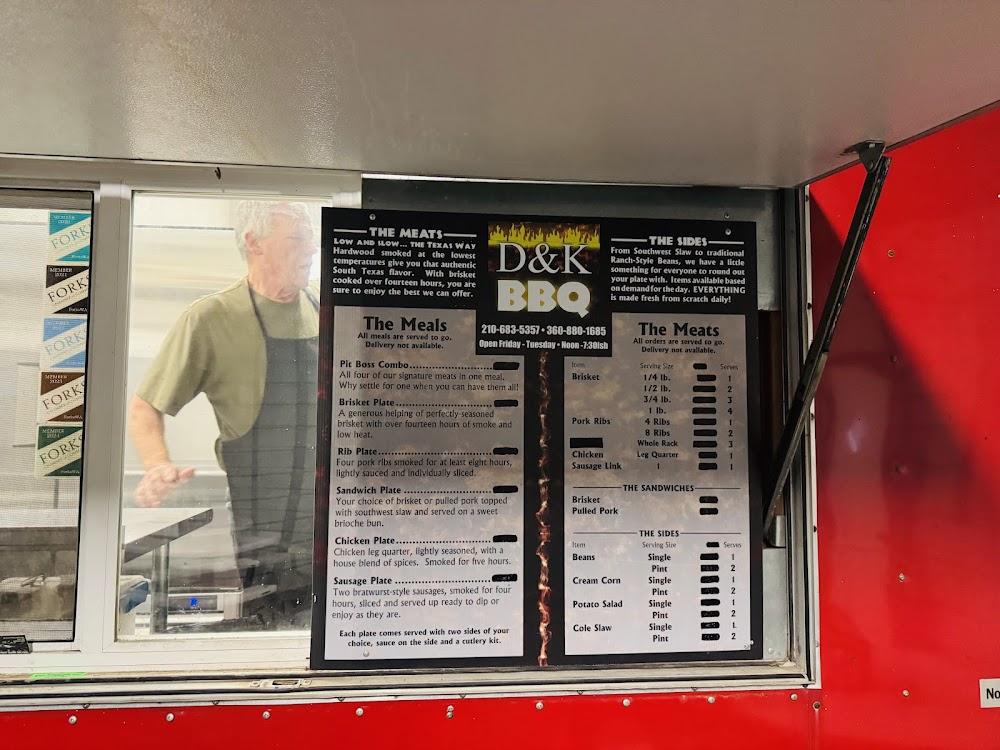 MEMBER
2020
FORKS
MEMBER
2021
FORKS
FORKS
FORKS
FORKS
THE MEATS
LOW AND SLOW... THE TEXAS WAY
Hardwood smoked at the lowest
temperatures give you that authentic
South Texas flavor. With brisket
cooked over fourteen hours, you are
sure to enjoy the best we can offer.
D&K
BBQ
210-683-5357 • 360-880-1685
Open Friday - Tuesday • Noon -7:30ish
THE SIDES
From Southwest Slaw to traditional
Ranch-Style Beans, we have a little
something for everyone to round out
your plate with. Items available based
on demand for the day. EVERYTHING
is made fresh from scratch daily!
The Meals
All meals are served to go.
Delivery not available.
Pit Boss Combo
All four of our signature meats in one meal.
Why settle for one when you can have them all!
Brisket Plate
A generous helping of perfectly-seasoned
brisket with over fourteen hours of smoke and
low heat.
Rib Plate
Four pork ribs smoked for at least eight hours,
lightly sauced and individually sliced.
Sandwich Plate
Your choice of brisket or pulled pork topped
with southwest slaw and served on a sweet
brioche bun.
Chicken Plate
Chicken leg quarter, lightly seasoned, with a
house blend of spices. Smoked for five hours.
Sausage Plate
Two bratwurst-style sausages, smoked for four
hours, sliced and served up ready to dip or
enjoy as they are.
Each plate comes served with two sides of your
choice, sauce on the side and a cutlery kit.
The Meats
All orders are served to go.
Delivery not available.
Item Serving Size Serves
Brisket 1/4 lb. 1
1/2 lb. 2
3/4 lb. 3
1 lb. 4
Pork Ribs 4 Ribs 1
8 Ribs 2
Whole Rack 3
Chicken Leg Quarter 1
Sausage Link 1 1
THE SANDWICHES
Brisket
Pulled Pork
THE SIDES
Item Serving Size Serves
Beans Single 1
Pint 2
Cream Corn Single 1
Pint 2
Potato Salad Single 1
Pint 2
Cole Slaw Single 1
Pint 2
No